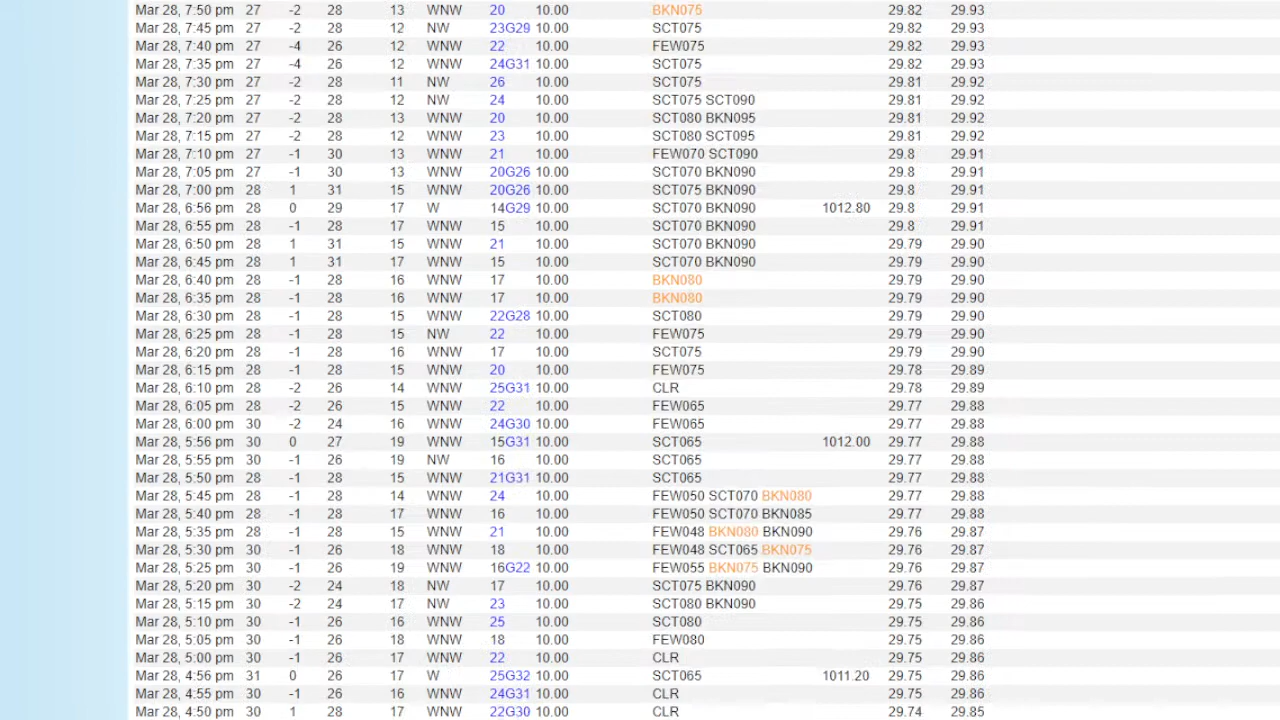 Mar 28, 7:50 pm 27 -2 28 13 WNW 20 10.00 BKN075 29.82 29.93
Mar 28, 7:45 pm 27 -2 28 12 NW 23G29 10.00 SCT075 29.82 29.93
Mar 28, 7:40 pm 27 -4 26 12 WNW 22 10.00 FEW075 29.82 29.93
Mar 28, 7:35 pm 27 -4 26 12 WNW 24G31 10.00 SCT075 29.82 29.93
Mar 28, 7:30 pm 27 -2 28 11 NW 26 10.00 SCT075 29.81 29.92
Mar 28, 7:25 pm 27 -2 28 12 NW 24 10.00 SCT075 SCT090 29.81 29.92
Mar 28, 7:20 pm 27 -2 28 13 WNW 20 10.00 SCT080 BKN095 29.81 29.92
Mar 28, 7:15 pm 27 -2 28 12 WNW 23 10.00 SCT080 SCT095 29.81 29.92
Mar 28, 7:10 pm 27 -1 30 13 WNW 21 10.00 FEW070 SCT090 29.8 29.91
Mar 28, 7:05 pm 27 -1 30 13 WNW 20G26 10.00 SCT070 BKN090 29.8 29.91
Mar 28, 7:00 pm 28 1 31 15 WNW 20G26 10.00 SCT075 BKN090 29.8 29.91
Mar 28, 6:56 pm 28 0 29 17 W 14G29 10.00 SCT070 BKN090 1012.80 29.8 29.91
Mar 28, 6:55 pm 28 -1 28 17 WNW 15 10.00 SCT070 BKN090 29.8 29.91
Mar 28, 6:50 pm 28 1 31 15 WNW 21 10.00 SCT070 BKN090 29.79 29.90
Mar 28, 6:45 pm 28 1 31 17 WNW 15 10.00 SCT070 BKN090 29.79 29.90
Mar 28, 6:40 pm 28 -1 28 16 WNW 17 10.00 BKN080 29.79 29.90
Mar 28, 6:35 pm 28 -1 28 16 WNW 17 10.00 BKN080 29.79 29.90
Mar 28, 6:30 pm 28 -1 28 15 WNW 22G28 10.00 SCT080 29.79 29.90
Mar 28, 6:25 pm 28 -1 28 15 NW 22 10.00 FEW075 29.79 29.90
Mar 28, 6:20 pm 28 -1 28 16 WNW 17 10.00 SCT075 29.79 29.90
Mar 28, 6:15 pm 28 -1 28 15 WNW 20 10.00 FEW075 29.78 29.89
Mar 28, 6:10 pm 28 -2 26 14 WNW 25G31 10.00 CLR 29.78 29.89
Mar 28, 6:05 pm 28 -2 26 15 WNW 22 10.00 FEW065 29.77 29.88
Mar 28, 6:00 pm 30 -2 24 16 WNW 24G30 10.00 FEW065 29.77 29.88
Mar 28, 5:56 pm 30 0 27 19 WNW 15G31 10.00 SCT065 1012.00 29.77 29.88
Mar 28, 5:55 pm 30 -1 26 19 NW 16 10.00 SCT065 29.77 29.88
Mar 28, 5:50 pm 28 -1 28 15 WNW 21G31 10.00 SCT065 29.77 29.88
Mar 28, 5:45 pm 28 -1 28 14 WNW 24 10.00 FEW050 SCT070 BKN080 29.77 29.88
Mar 28, 5:40 pm 28 -1 28 17 WNW 16 10.00 FEW050 SCT070 BKN085 29.77 29.88
Mar 28, 5:35 pm 28 -1 28 15 WNW 21 10.00 FEW048 BKN080 BKN090 29.76 29.87
Mar 28, 5:30 pm 30 -1 26 18 WNW 18 10.00 FEW048 SCT065 BKN075 29.76 29.87
Mar 28, 5:25 pm 30 -1 26 19 WNW 16G22 10.00 FEW055 BKN075 BKN090 29.76 29.87
Mar 28, 5:20 pm 30 -2 24 18 NW 17 10.00 SCT075 BKN090 29.76 29.87
Mar 28, 5:15 pm 30 -2 24 17 NW 23 10.00 SCT080 BKN090 29.75 29.86
Mar 28, 5:10 pm 30 -1 26 16 WNW 25 10.00 SCT080 29.75 29.86
Mar 28, 5:05 pm 30 -1 26 18 WNW 18 10.00 FEW080 29.75 29.86
Mar 28, 5:00 pm 30 -1 26 17 WNW 22 10.00 CLR 29.75 29.86
Mar 28, 4:56 pm 31 0 26 17 W 25G32 10.00 SCT065 1011.20 29.75 29.86
Mar 28, 4:55 pm 30 -1 26 16 WNW 24G31 10.00 CLR 29.75 29.86
Mar 28, 4:50 pm 30 1 28 17 WNW 22G30 10.00 CLR 29.74 29.85